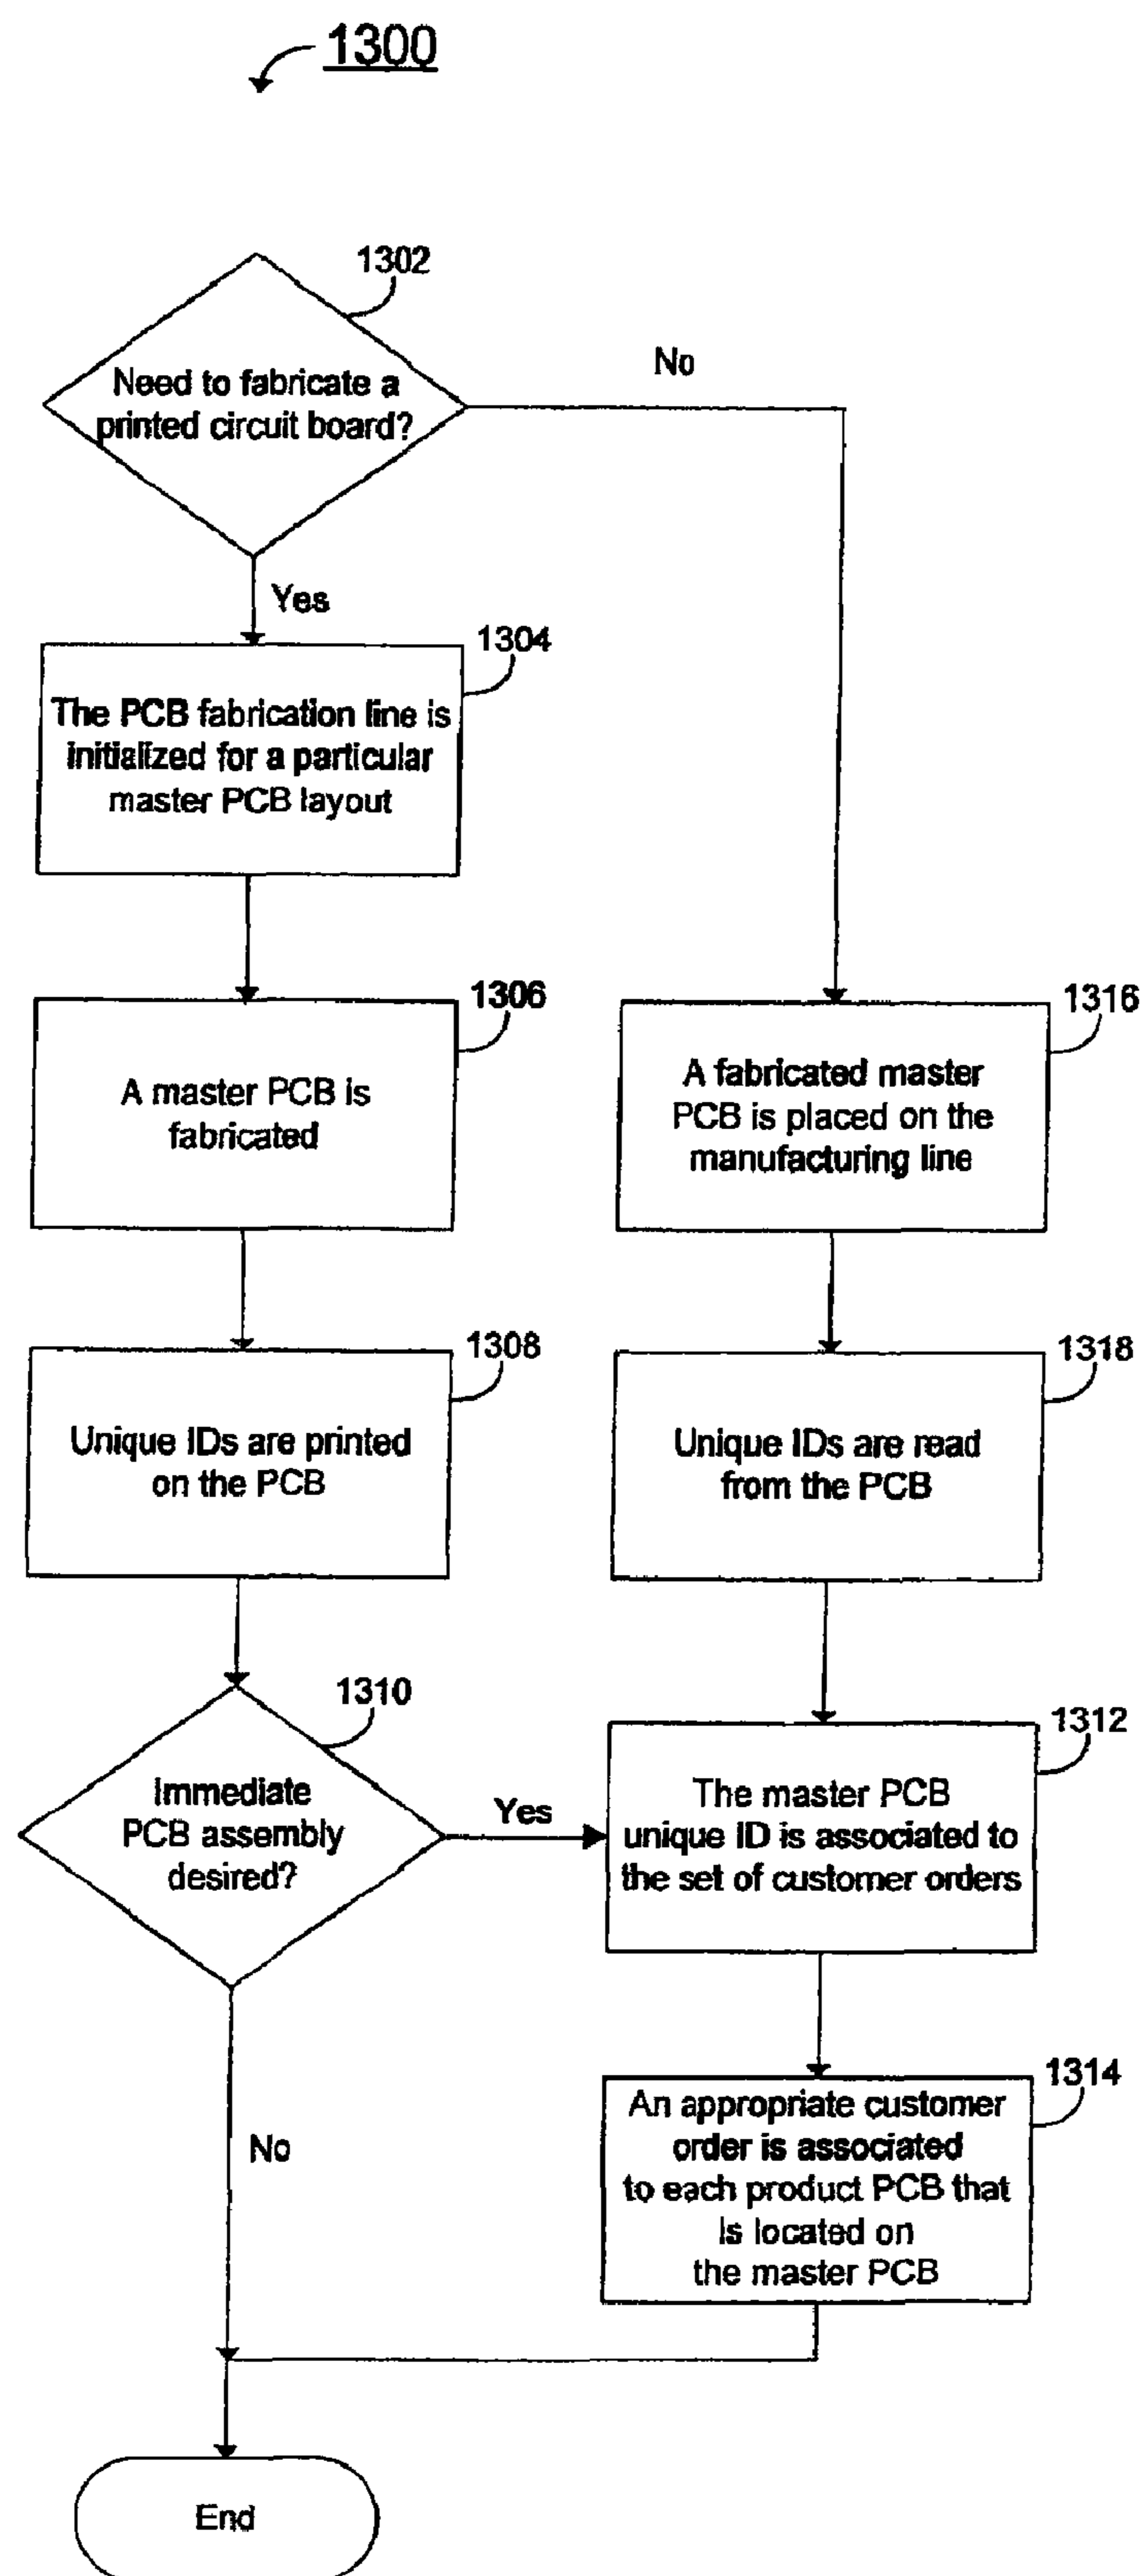 1300
1302
Need to fabricate a
printed circuit board?
No
Yes
1304
The PCB fabrication line is
initialized for a particular
master PCB layout
1306
A master PCB is
fabricated
1316
A fabricated master
PCB is placed on the
manufacturing line
1308
Unique IDs are printed
on the PCB
1318
Unique IDs are read
from the PCB
1310
Immediate
PCB assembly
desired?
Yes
1312
The master PCB
unique ID is associated to
the set of customer orders
No
1314
An appropriate customer
order is associated
to each product PCB that
is located on
the master PCB
End